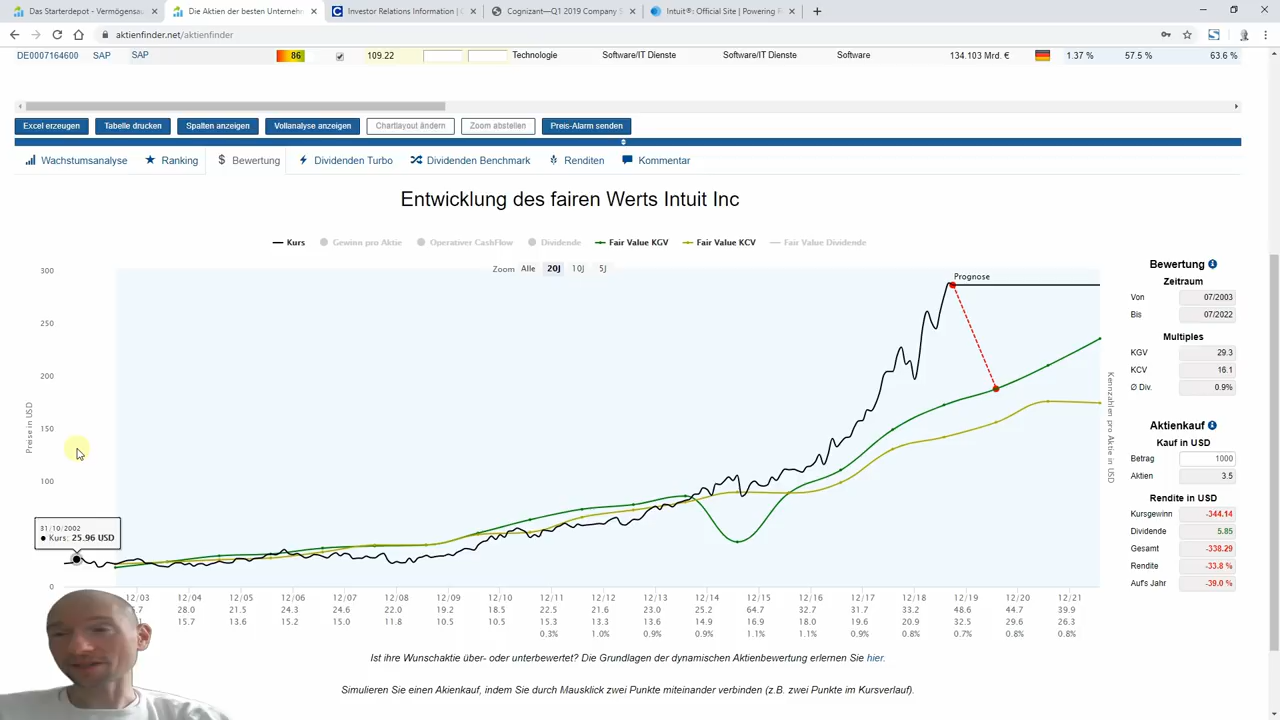 Das Starterdepot - Vermögensau
Die Aktien der besten Unternehm
Investor Relations Information |
Cognizant—Q1 2019 Company S
Intuit®: Official Site | Powering P
aktienfinder.net/aktienfinder
DE0007164600 SAP SAP 86 109.22 Technologie Software/IT Dienste Software/IT Dienste Software 134.103 Mrd. € 1.37 % 57.5 % 63.6 %
Excel erzeugen Tabelle drucken Spalten anzeigen Vollanalyse anzeigen Chartlayout ändern Zoom abstellen Preis-Alarm senden
Wachstumsanalyse Ranking $ Bewertung Dividenden Turbo Dividenden Benchmark Renditen Kommentar
Entwicklung des fairen Werts Intuit Inc
Kurs Gewinn pro Aktie Operativer CashFlow Dividende Fair Value KGV Fair Value KCV Fair Value Dividende
Zoom Alle 20J 10J 5J
Prognose
300
250
200
150
100
50
0
Preise in USD
Kennzahlen pro Aktie in USD
31/10/2002
Kurs: 25.96 USD
12/03 12/04 12/05 12/06 12/07 12/08 12/09 12/10 12/11 12/12 12/13 12/14 12/15 12/16 12/17 12/18 12/19 12/20 12/21
28.0 21.5 24.3 24.6 22.0 19.2 18.5 22.5 21.6 23.0 25.2 64.7 32.7 31.7 33.2 48.6 44.7 39.9
15.7 13.6 15.2 15.0 11.8 10.5 10.5 15.3 13.3 13.6 14.9 16.9 18.0 19.6 20.9 32.5 29.6 26.3
0.3% 1.0% 0.9% 0.9% 1.1% 1.1% 0.9% 0.8% 0.7% 0.8% 0.8%
Bewertung
Zeitraum
Von 07/2003
Bis 07/2022
Multiples
KGV 29.3
KCV 16.1
Ø Div. 0.9%
Aktienkauf
Kauf in USD
Betrag 1000
Aktien 3.5
Rendite in USD
Kursgewinn -344.14
Dividende 5.85
Gesamt -338.29
Rendite -33.8 %
Auf's Jahr -39.0 %
Ist ihre Wunschaktie über- oder unterbewertet? Die Grundlagen der dynamischen Aktienbewertung erlernen Sie hier.
Simulieren Sie einen Aktienkauf, indem Sie durch Mausklick zwei Punkte miteinander verbinden (z.B. zwei Punkte im Kursverlauf).